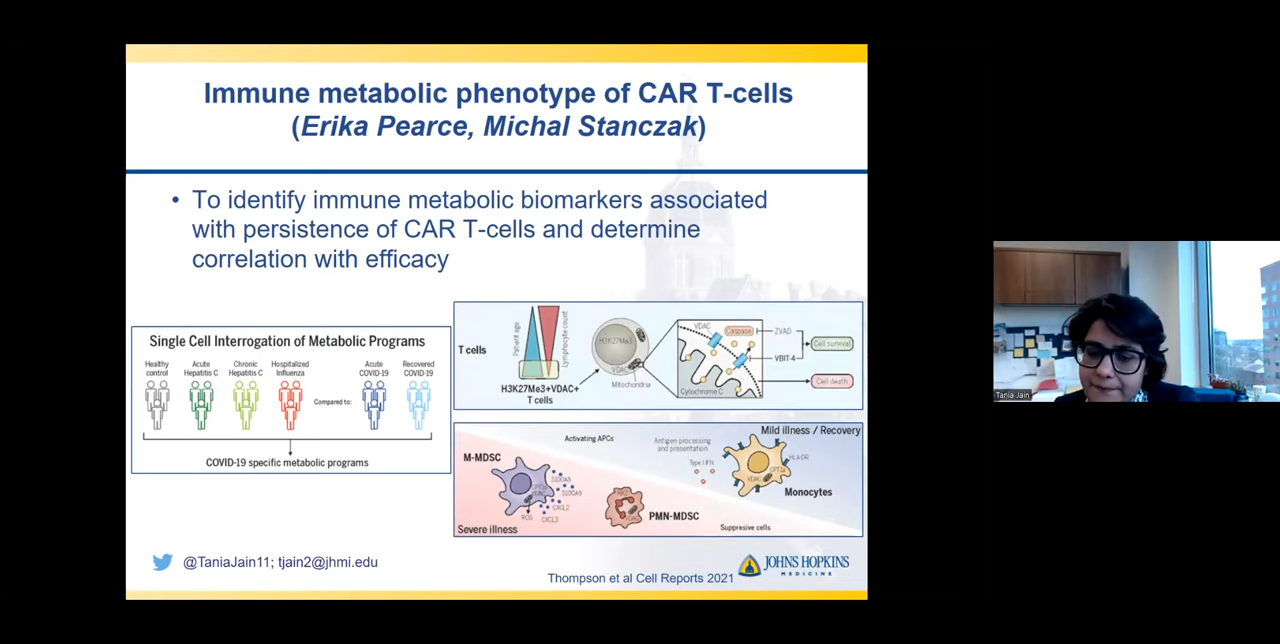 Immune metabolic phenotype of CAR T-cells
(Erika Pearce, Michal Stanczak)
• To identify immune metabolic biomarkers associated
with persistence of CAR T-cells and determine
correlation with efficacy
Single Cell Interrogation of Metabolic Programs
Healthy control
Acute Hepatitis C
Chronic Hepatitis C
Hospitalized Influenza
Compared to:
Acute COVID-19
Recovered COVID-19
COVID-19 specific metabolic programs
T cells
Patient age
Lymphocyte count
H3K27Me3+VDAC+
T cells
H3K27Me3
VDAC
Mitochondria
VDAC
Caspase
ZVAD
VBIT-4
Cytochrome C
Cell survival
Cell death
Activating APCs
Antigen processing
and presentation
Type I IFN
Mild illness / Recovery
HLA-DR
CPT1a
VDAC
Monocytes
M-MDSC
S100A8
S100A9
CXCL2
CXCL3
ROS
PMN-MDSC
Severe illness
Suppresive cells
@TaniaJain11; tjain2@jhmi.edu
Thompson et al Cell Reports 2021
JOHNS HOPKINS
MEDICINE
Tania Jain